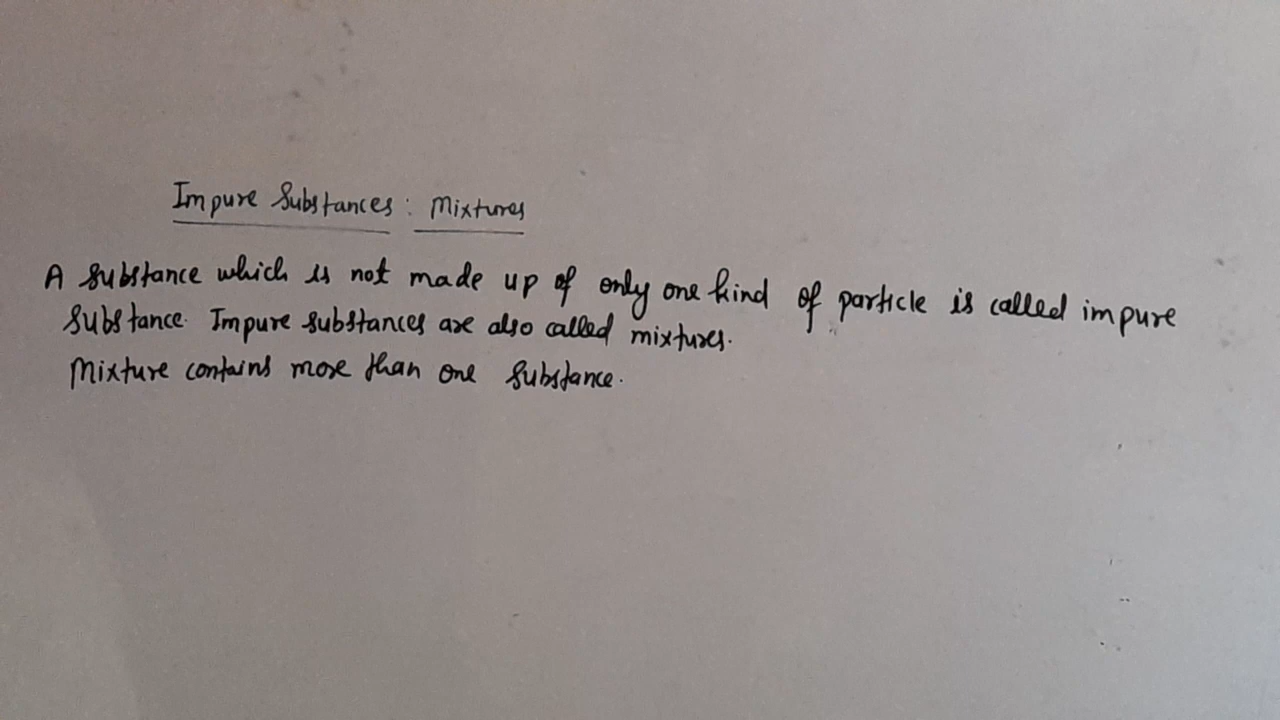 Impure Substances: Mixtures
A substance which is not made up of only one kind of particle is called impure
substance. Impure substances are also called mixtures.
Mixture contains more than one substance.